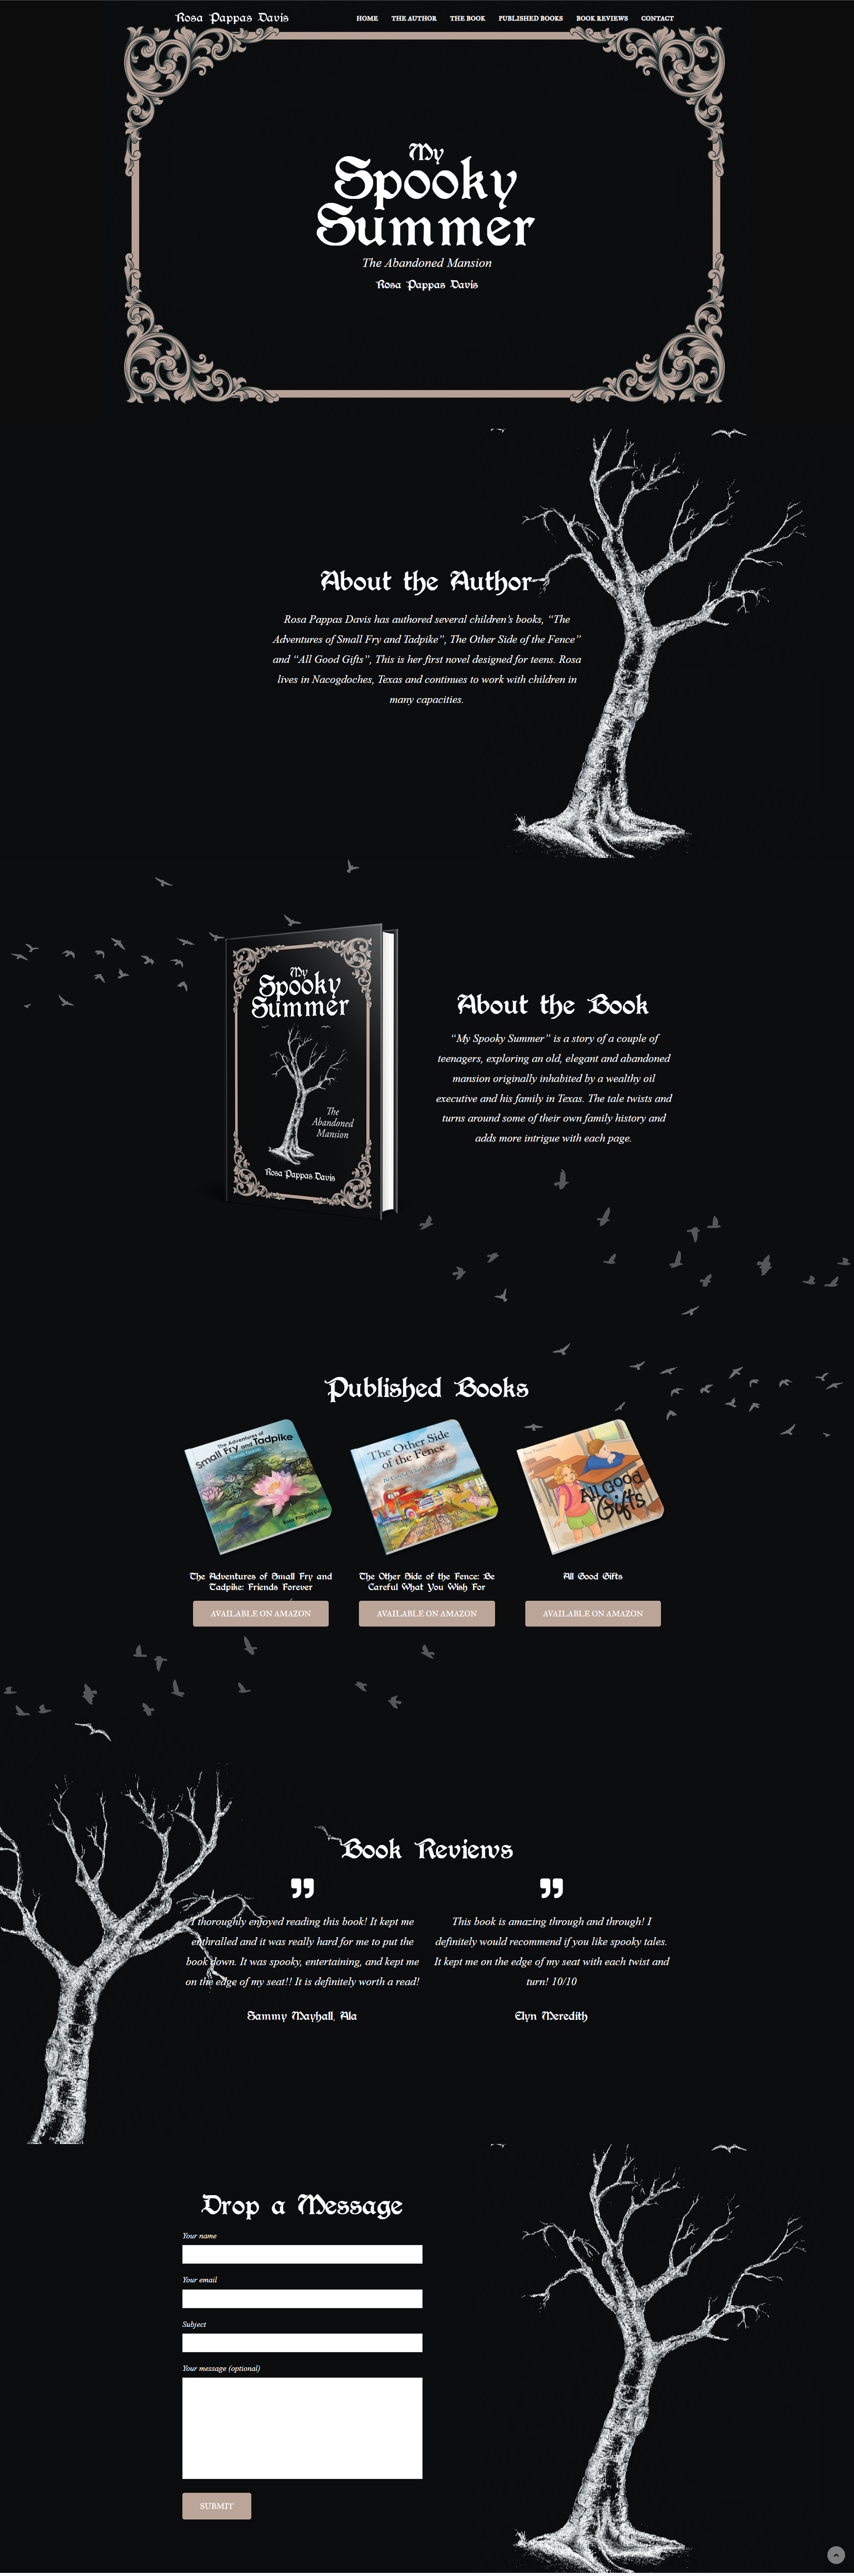 Rosa Pappas Davis
HOME THE AUTHOR THE BOOK PUBLISHED BOOKS BOOK REVIEWS CONTACT
My
Spooky
Summer
The Abandoned Mansion
Rosa Pappas Davis
About the Author
Rosa Pappas Davis has authored several children’s books, “The
Adventures of Small Fry and Tadpike”, The Other Side of the Fence”
and “All Good Gifts”, This is her first novel designed for teens. Rosa
lives in Nacogdoches, Texas and continues to work with children in
many capacities.
My
Spooky
Summer
The
Abandoned
Mansion
Rosa Pappas Davis
About the Book
“My Spooky Summer” is a story of a couple of
teenagers, exploring an old, elegant and abandoned
mansion originally inhabited by a wealthy oil
executive and his family in Texas. The tale twists and
turns around some of their own family history and
adds more intrigue with each page.
Published Books
The Adventures of
Small Fry and Tadpike
Rosa Pappas Davis
The Other Side
of the Fence
All Good
Gifts
The Adventures of Small Fry and
Tadpike: Friends Forever
AVAILABLE ON AMAZON
The Other Side of the Fence: Be
Careful What You Wish For
AVAILABLE ON AMAZON
All Good Gifts
AVAILABLE ON AMAZON
Book Reviews
I thoroughly enjoyed reading this book! It kept me
enthralled and it was really hard for me to put the
book down. It was spooky, entertaining, and kept me
on the edge of my seat!! It is definitely worth a read!
Sammy Mayhall, Ala
This book is amazing through and through! I
definitely would recommend if you like spooky tales.
It kept me on the edge of my seat with each twist and
turn! 10/10
Elyn Meredith
Drop a Message
Your name
Your email
Subject
Your message (optional)
SUBMIT